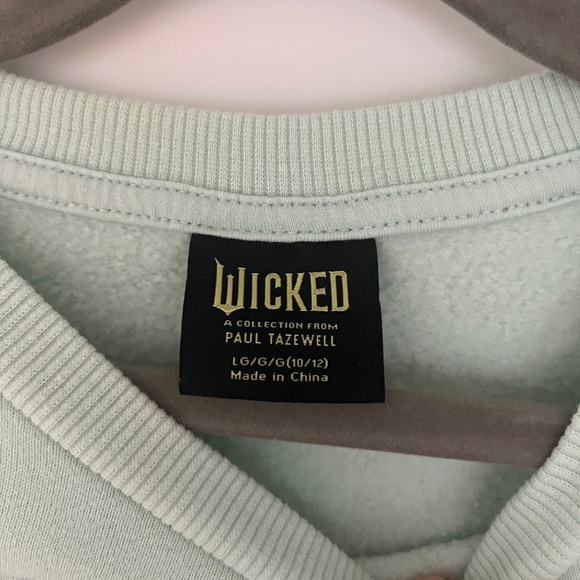 WICKED
A COLLECTION FROM
PAUL TAZEWELL
LG/G/G(10/12)
Made in China